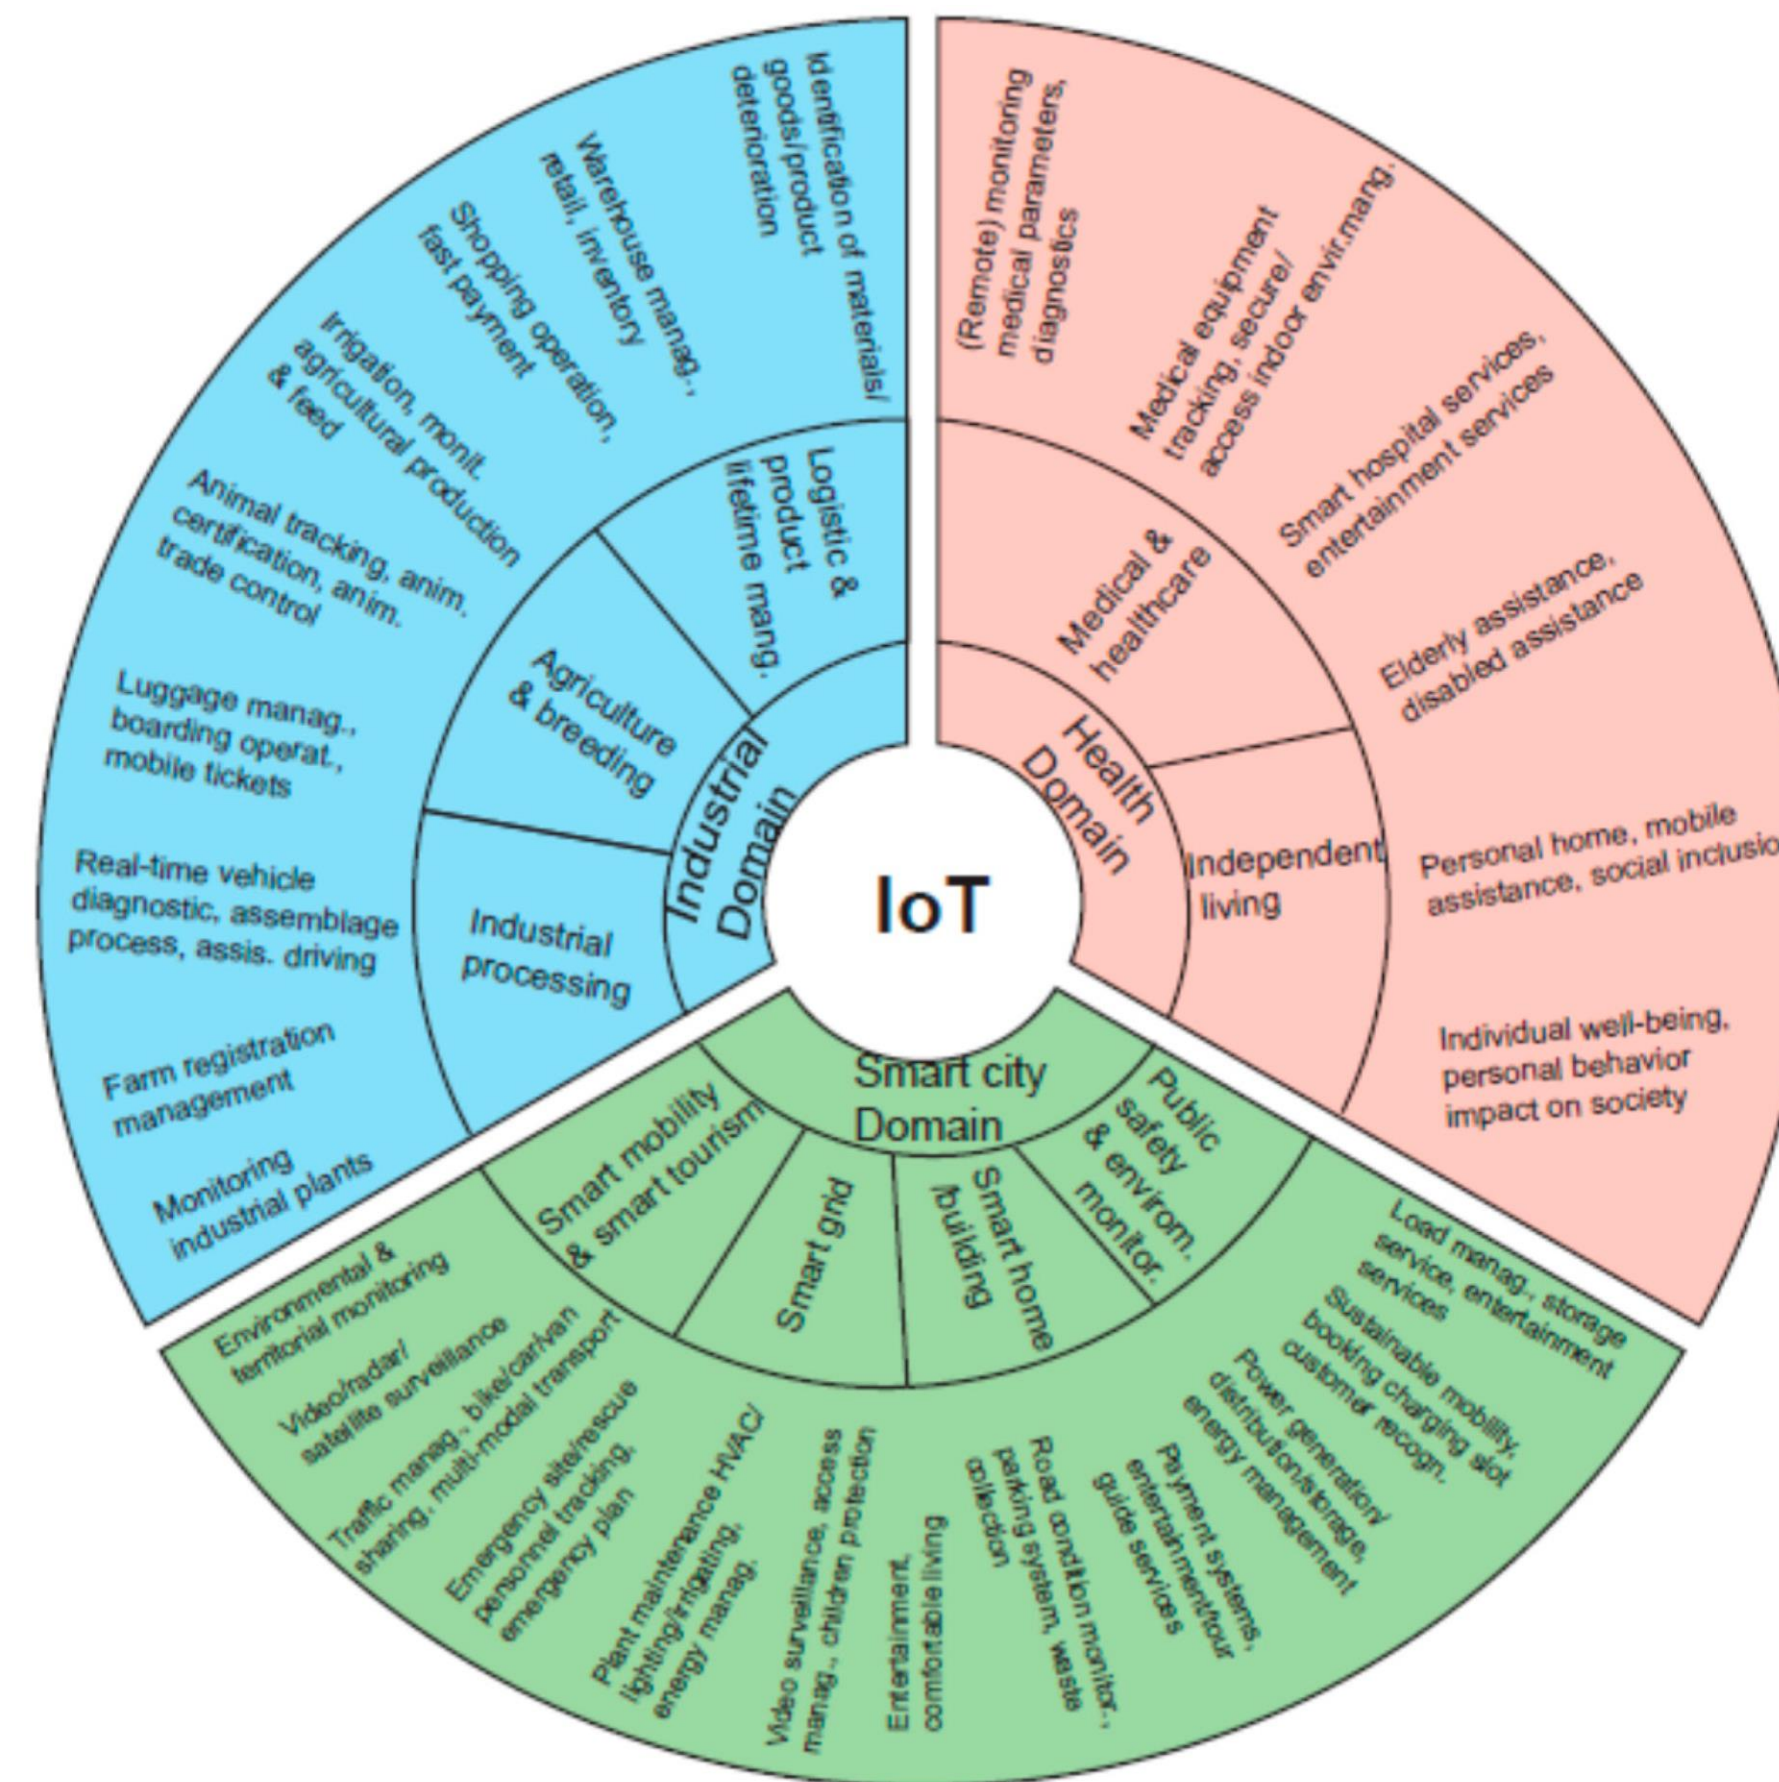 IoT
Industrial
Domain
Logistic &
product
lifetime mang.
Agriculture
& breeding
Industrial
processing
Identification of materials/
goods/product
deterioration
Warehouse manag.,
retail, inventory
Shopping operation,
fast payment
Irrigation, monit.
agricultural production
& feed
Animal tracking, anim.
certification, anim.
trade control
Luggage manag.,
boarding operat.,
mobile tickets
Real-time vehicle
diagnostic, assemblage
process, assis. driving
Farm registration
management
Monitoring
industrial plants
Health
Domain
Medical &
healthcare
Independent
living
(Remote) monitoring
medical parameters,
diagnostics
Medical equipment
tracking, secure/
access indoor envir.mang.
Smart hospital services,
entertainment services
Elderly assistance,
disabled assistance
Personal home, mobile
assistance, social inclusio
Individual well-being,
personal behavior
impact on society
Smart city
Domain
Smart mobility
& smart tourism
Smart grid
Smart home
/building
Public
safety
& environ.
monitor.
Environmental &
territorial monitoring
Video/radar/
satellite surveillance
Traffic manag., bike/car/van
sharing, multi-modal transport
Emergency site/rescue
personnel tracking,
emergency plan
Plant maintenance HVAC/
lighting/irrigating,
energy manag.
Video surveillance, access
manag., children protection
Entertainment,
comfortable living
Road condition monitor.,
parking system, waste
collection
Payment systems,
entertainment/tour
guide services
Power generation/
distribution/storage,
energy management
Sustainable mobility,
booking charging slot
customer recogn.
Load manag., storage
service, entertainment
services